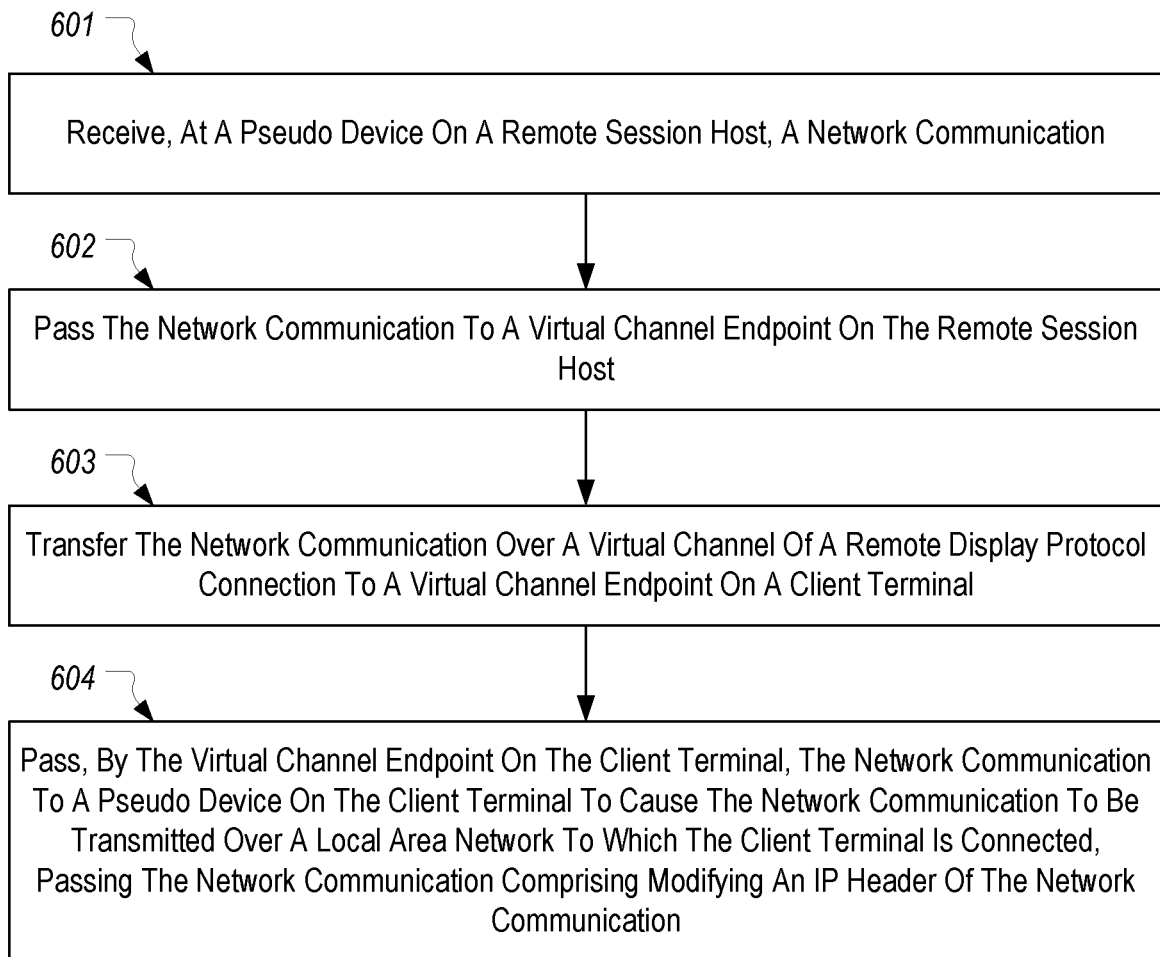 601
Receive, At A Pseudo Device On A Remote Session Host, A Network Communication
602
Pass The Network Communication To A Virtual Channel Endpoint On The Remote Session
Host
603
Transfer The Network Communication Over A Virtual Channel Of A Remote Display Protocol
Connection To A Virtual Channel Endpoint On A Client Terminal
604
Pass, By The Virtual Channel Endpoint On The Client Terminal, The Network Communication
To A Pseudo Device On The Client Terminal To Cause The Network Communication To Be
Transmitted Over A Local Area Network To Which The Client Terminal Is Connected,
Passing The Network Communication Comprising Modifying An IP Header Of The Network
Communication